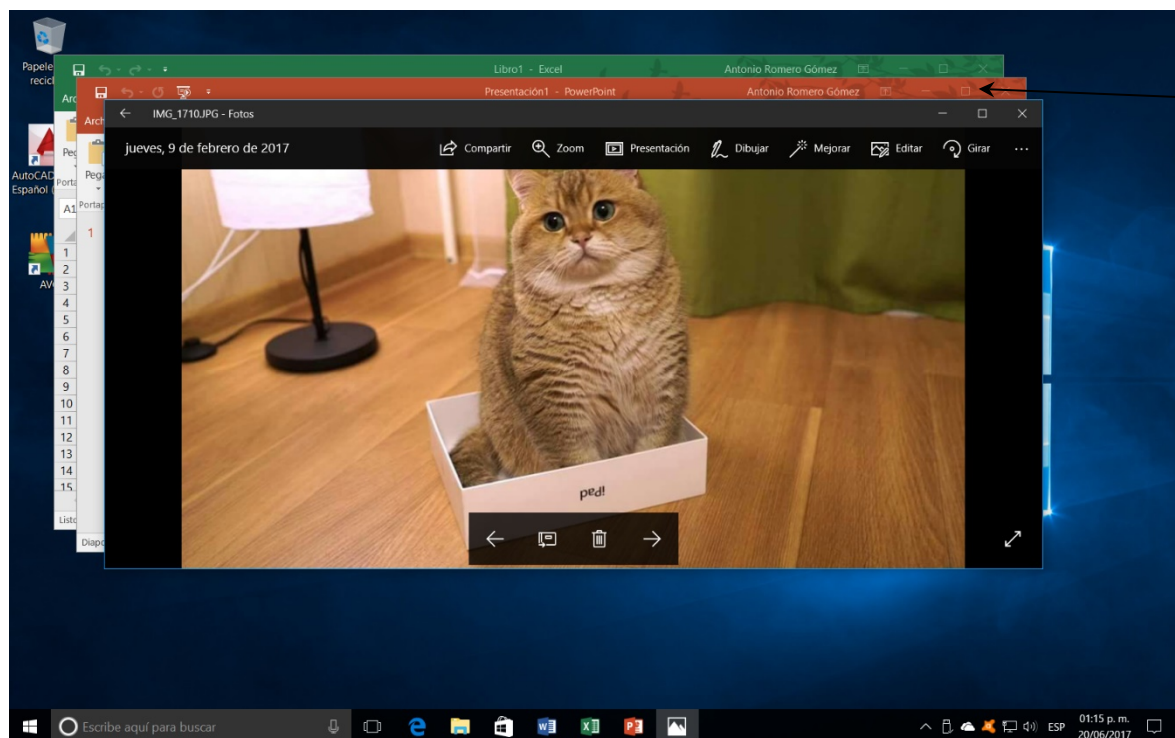 Papele
recicl
Libro1 - Excel
Antonio Romero Gómez
Arc
Presentación1 - PowerPoint
Antonio Romero Gómez
Arch
IMG_1710.JPG - Fotos
jueves, 9 de febrero de 2017
Compartir
Zoom
Presentación
Dibujar
Mejorar
Editar
Girar
Peg
Pega
AutoCAD
Español (
Porta
Portap
A1
1
1
2
3
4
5
6
7
8
9
10
11
12
13
14
15
AV
iPad
Listo
Diapo
Escribe aquí para buscar
ESP
01:15 p. m.
20/06/2017